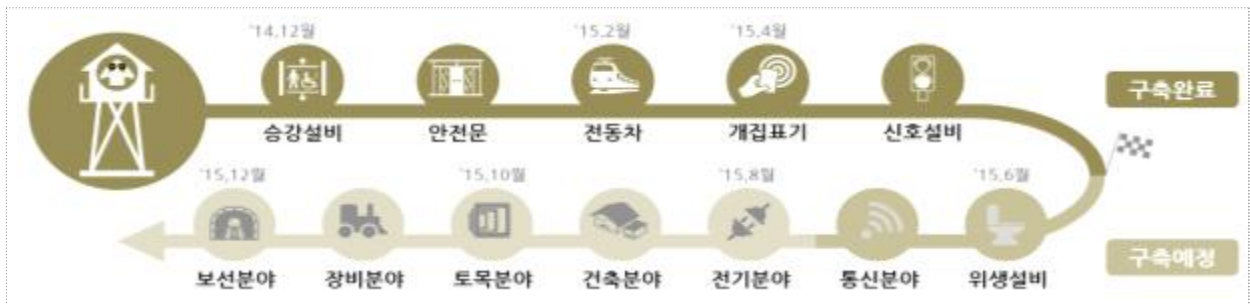 '14.12월 '15.2월 '15.4월
구축완료
승강설비 안전문 전동차 개집표기 신호설비
'15.12월 '15.10월 '15.8월 '15.6월
구축예정
보선분야 장비분야 토목분야 건축분야 전기분야 통신분야 위생설비